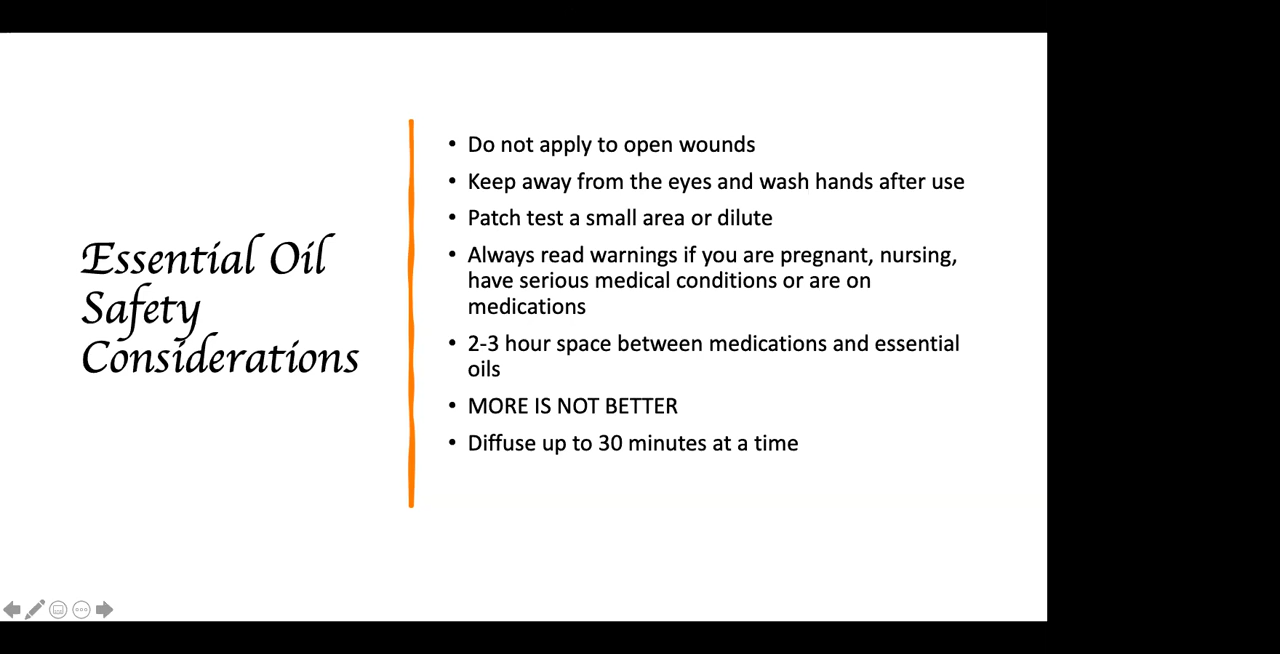 Essential Oil
Safety
Considerations
• Do not apply to open wounds
• Keep away from the eyes and wash hands after use
• Patch test a small area or dilute
• Always read warnings if you are pregnant, nursing,
have serious medical conditions or are on
medications
• 2-3 hour space between medications and essential
oils
• MORE IS NOT BETTER
• Diffuse up to 30 minutes at a time